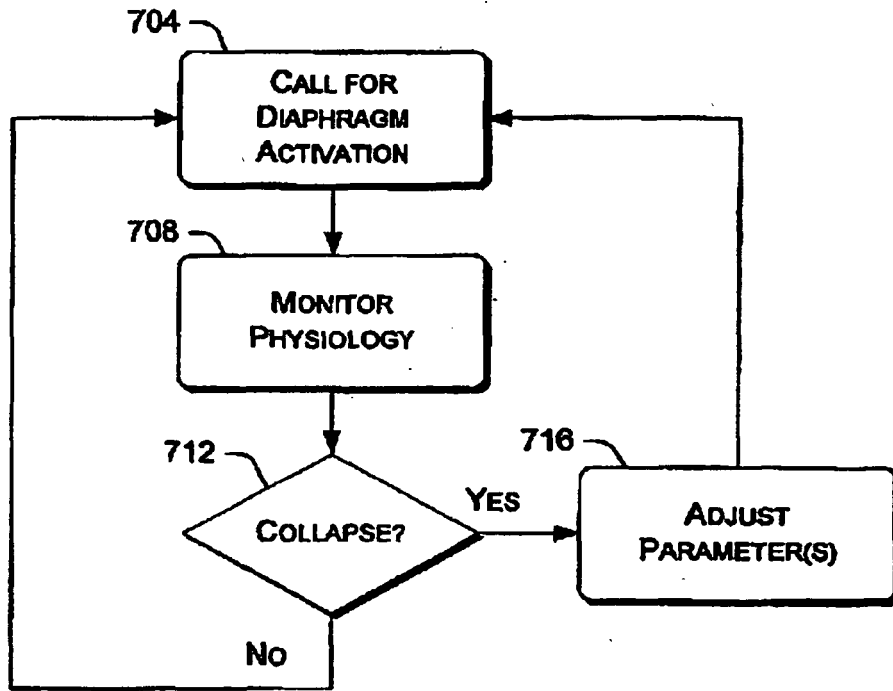 704
CALL FOR
DIAPHRAGM
ACTIVATION
708
MONITOR
PHYSIOLOGY
712
COLLAPSE?
YES
716
ADJUST
PARAMETER(S)
NO